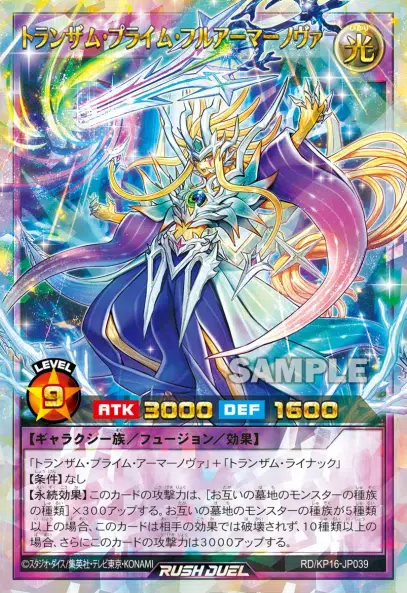 トランザム・プライム・フルアーマーノヴァ
光
SAMPLE
LEVEL
9
ATK 3000 DEF 1600
【ギャラクシー族／フュージョン／効果】
「トランザム・プライム・アーマーノヴァ」+「トランザム・ライナック」
【条件】なし
【永続効果】このカードの攻撃力は、[お互いの墓地のモンスターの種族
の種類]×300アップする。お互いの墓地のモンスターの種族が5種類
以上の場合、このカードは相手の効果では破壊されず、10種類以上の場
合、さらにこのカードの攻撃力は3000アップする。
©スタジオ・ダイス/集英社・テレビ東京・KONAMI
RUSH DUEL
RD/KP16-JP039